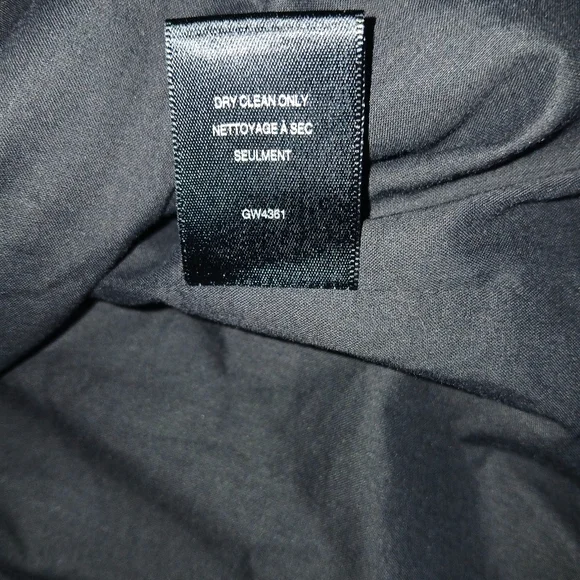 DRY CLEAN ONLY
NETTOYAGE À SEC
SEULMENT
GW4361